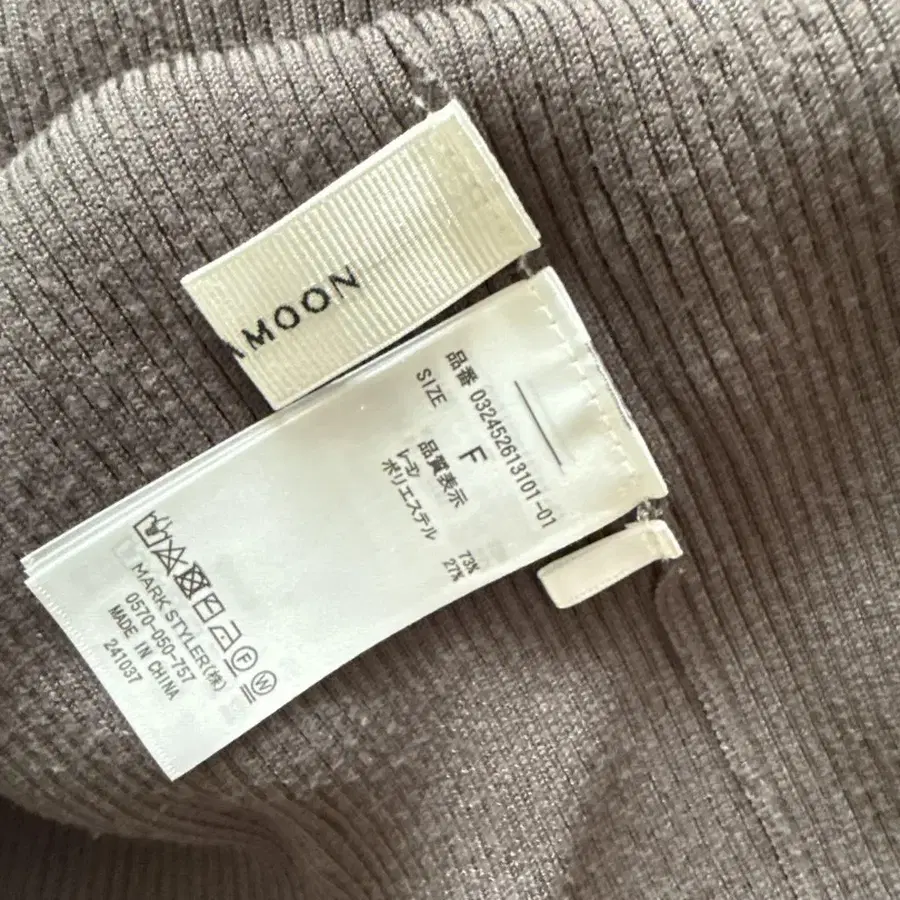 MOON
品番 032452613101-01
SIZE F
品質表示
レーヨン 73%
ポリエステル 27%
MARK STYLER(株)
0570-050-757
MADE IN CHINA
241037